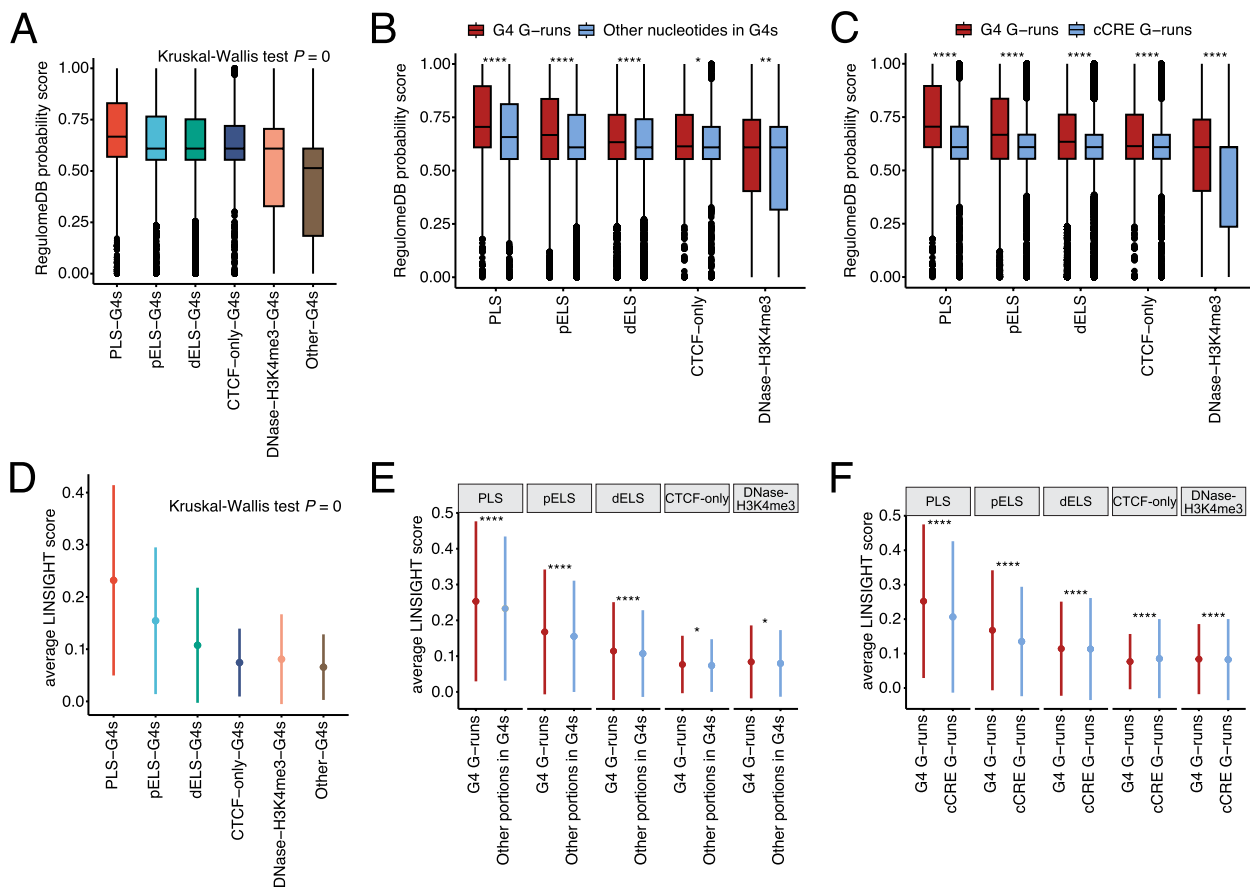 A
Kruskal-Wallis test P = 0
RegulomeDB probability score
1.00
0.75
0.50
0.25
0.00
PLS−G4s
pELS−G4s
dELS−G4s
CTCF−only−G4s
DNase−H3K4me3−G4s
Other−G4s
B
G4 G−runs
Other nucleotides in G4s
RegulomeDB probability score
1.00
0.75
0.50
0.25
0.00
**** **** **** * **
PLS
pELS
dELS
CTCF−only
DNase−H3K4me3
C
G4 G−runs
cCRE G−runs
RegulomeDB probability score
1.00
0.75
0.50
0.25
0.00
**** **** **** **** ****
PLS
pELS
dELS
CTCF−only
DNase−H3K4me3
D
Kruskal-Wallis test P = 0
average LINSIGHT score
0.4
0.3
0.2
0.1
0.0
PLS−G4s
pELS−G4s
dELS−G4s
CTCF−only−G4s
DNase−H3K4me3−G4s
Other−G4s
E
PLS
pELS
dELS
CTCF-only
DNase-
H3K4me3
average LINSIGHT score
0.5
0.4
0.3
0.2
0.1
0.0
**** **** **** * *
G4 G−runs
Other portions in G4s
G4 G−runs
Other portions in G4s
G4 G−runs
Other portions in G4s
G4 G−runs
Other portions in G4s
G4 G−runs
Other portions in G4s
F
PLS
pELS
dELS
CTCF-only
DNase-
H3K4me3
average LINSIGHT score
0.5
0.4
0.3
0.2
0.1
0.0
**** **** **** **** ****
G4 G−runs
cCRE G−runs
G4 G−runs
cCRE G−runs
G4 G−runs
cCRE G−runs
G4 G−runs
cCRE G−runs
G4 G−runs
cCRE G−runs